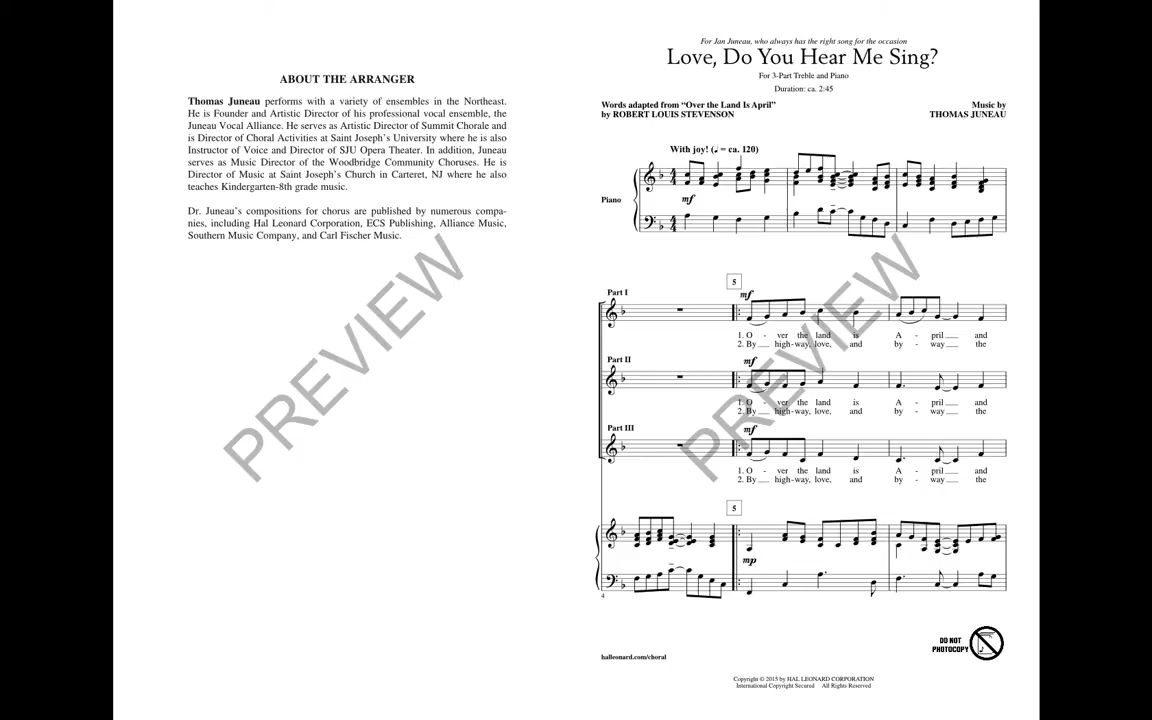 ABOUT THE ARRANGER
Thomas Juneau performs with a variety of ensembles in the Northeast.
He is Founder and Artistic Director of his professional vocal ensemble, the
Juneau Vocal Alliance. He serves as Artistic Director of Summit Chorale and
is Director of Choral Activities at Saint Joseph's University where he is also
Instructor of Voice and Director of SJU Opera Theater. In addition, Juneau
serves as Music Director of the Woodbridge Community Choruses. He is
Director of Music at Saint Joseph's Church in Carteret, NJ where he also
teaches Kindergarten-8th grade music.
Dr. Juneau's compositions for chorus are published by numerous compa-
nies, including Hal Leonard Corporation, ECS Publishing, Alliance Music,
Southern Music Company, and Carl Fischer Music.
PREVIEW
For Jan Juneau, who always has the right song for the occasion
Love, Do You Hear Me Sing?
For 3-Part Treble and Piano
Duration: ca. 2:45
Words adapted from “Over the Land Is April”
by ROBERT LOUIS STEVENSON
Music by
THOMAS JUNEAU
With joy! (♩ = ca. 120)
Piano
mf
5
Part I
mf
1. O - ver the land is A - pril and
2. By highway, love, and by - way the
Part II
mf
1. O - ver the land is A - pril and
2. By high-way, love, and by - way the
Part III
mf
1. O - ver the land is A - pril and
2. By high-way, love, and by - way the
5
mp
4
PREVIEW
DO NOT
PHOTOCOPY
halleonard.com/choral
Copyright © 2015 by HAL LEONARD CORPORATION
International Copyright Secured All Rights Reserved